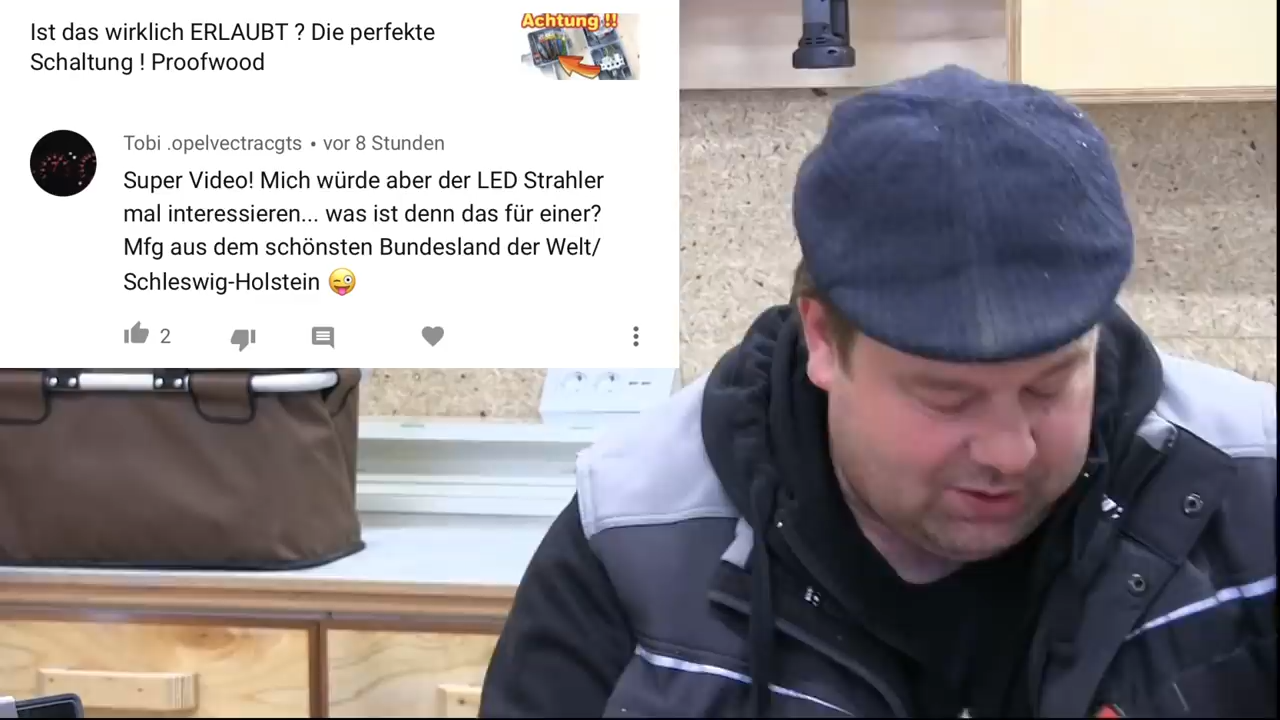 Ist das wirklich ERLAUBT ? Die perfekte
Schaltung ! Proofwood
Achtung !!
Tobi .opelvectracgts • vor 8 Stunden
Super Video! Mich würde aber der LED Strahler
mal interessieren... was ist denn das für einer?
Mfg aus dem schönsten Bundesland der Welt/
Schleswig-Holstein 😜
2